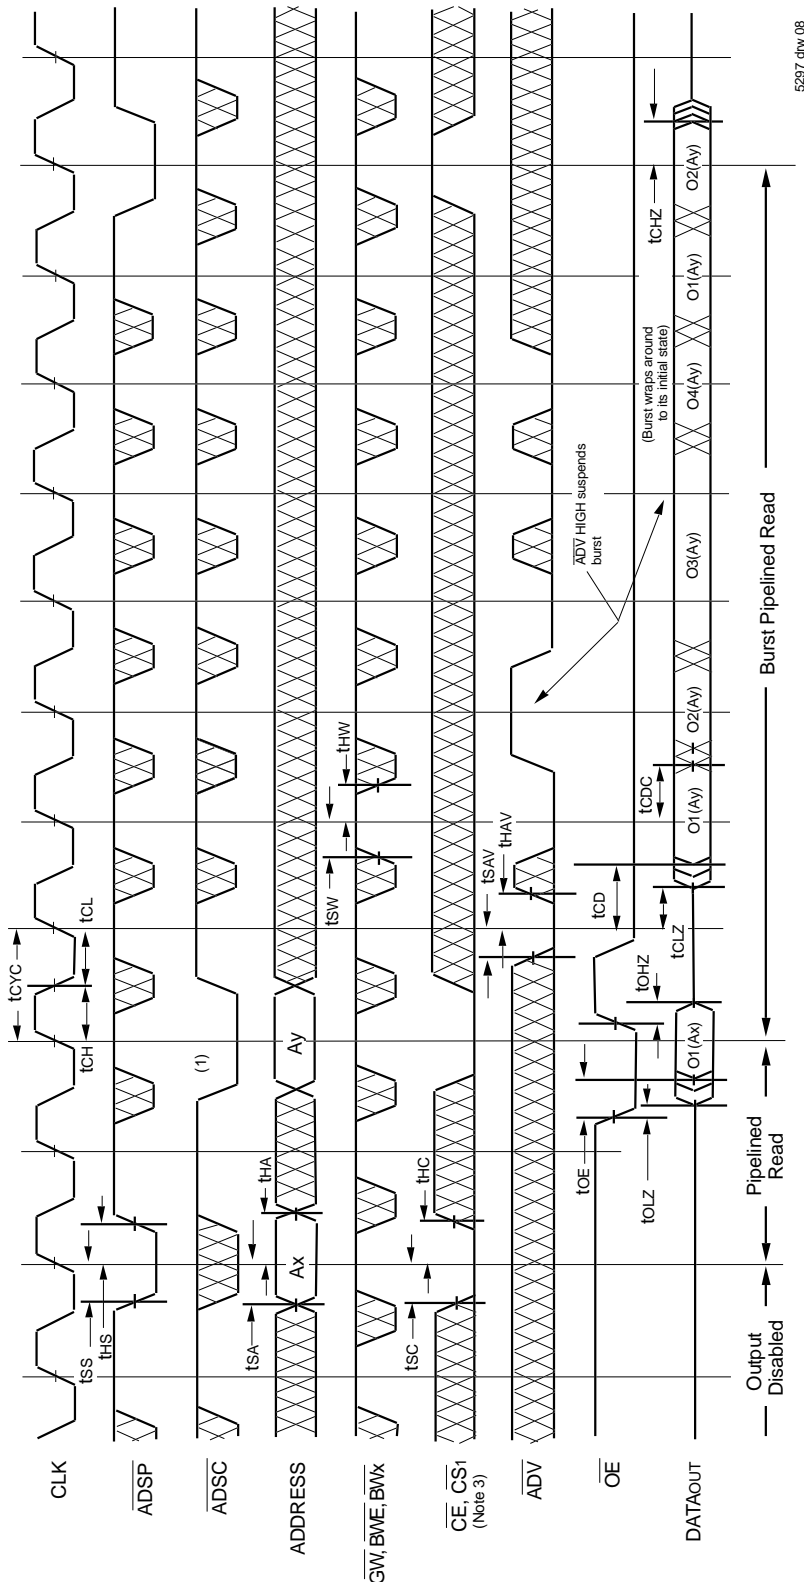 CLK
tCYC
tCH
tCL
tSS
tHS
ADSP
ADSC
(1)
ADDRESS
tSA
tHA
Ax
Ay
GW, BWE, BWx
tSW
tHW
CE, CS1
(Note 3)
tSC
tHC
ADV
tSAV
tHAV
ADV HIGH suspends
burst
OE
tOE
tOHZ
tCD
tOLZ
tCLZ
tCDC
(Burst wraps around
to its initial state)
tCHZ
DATAOUT
O1(Ax)
O1(Ay)
O2(Ay)
O3(Ay)
O4(Ay)
O1(Ay)
O2(Ay)
Output
Disabled
Pipelined
Read
Burst Pipelined Read
5297 drw 08